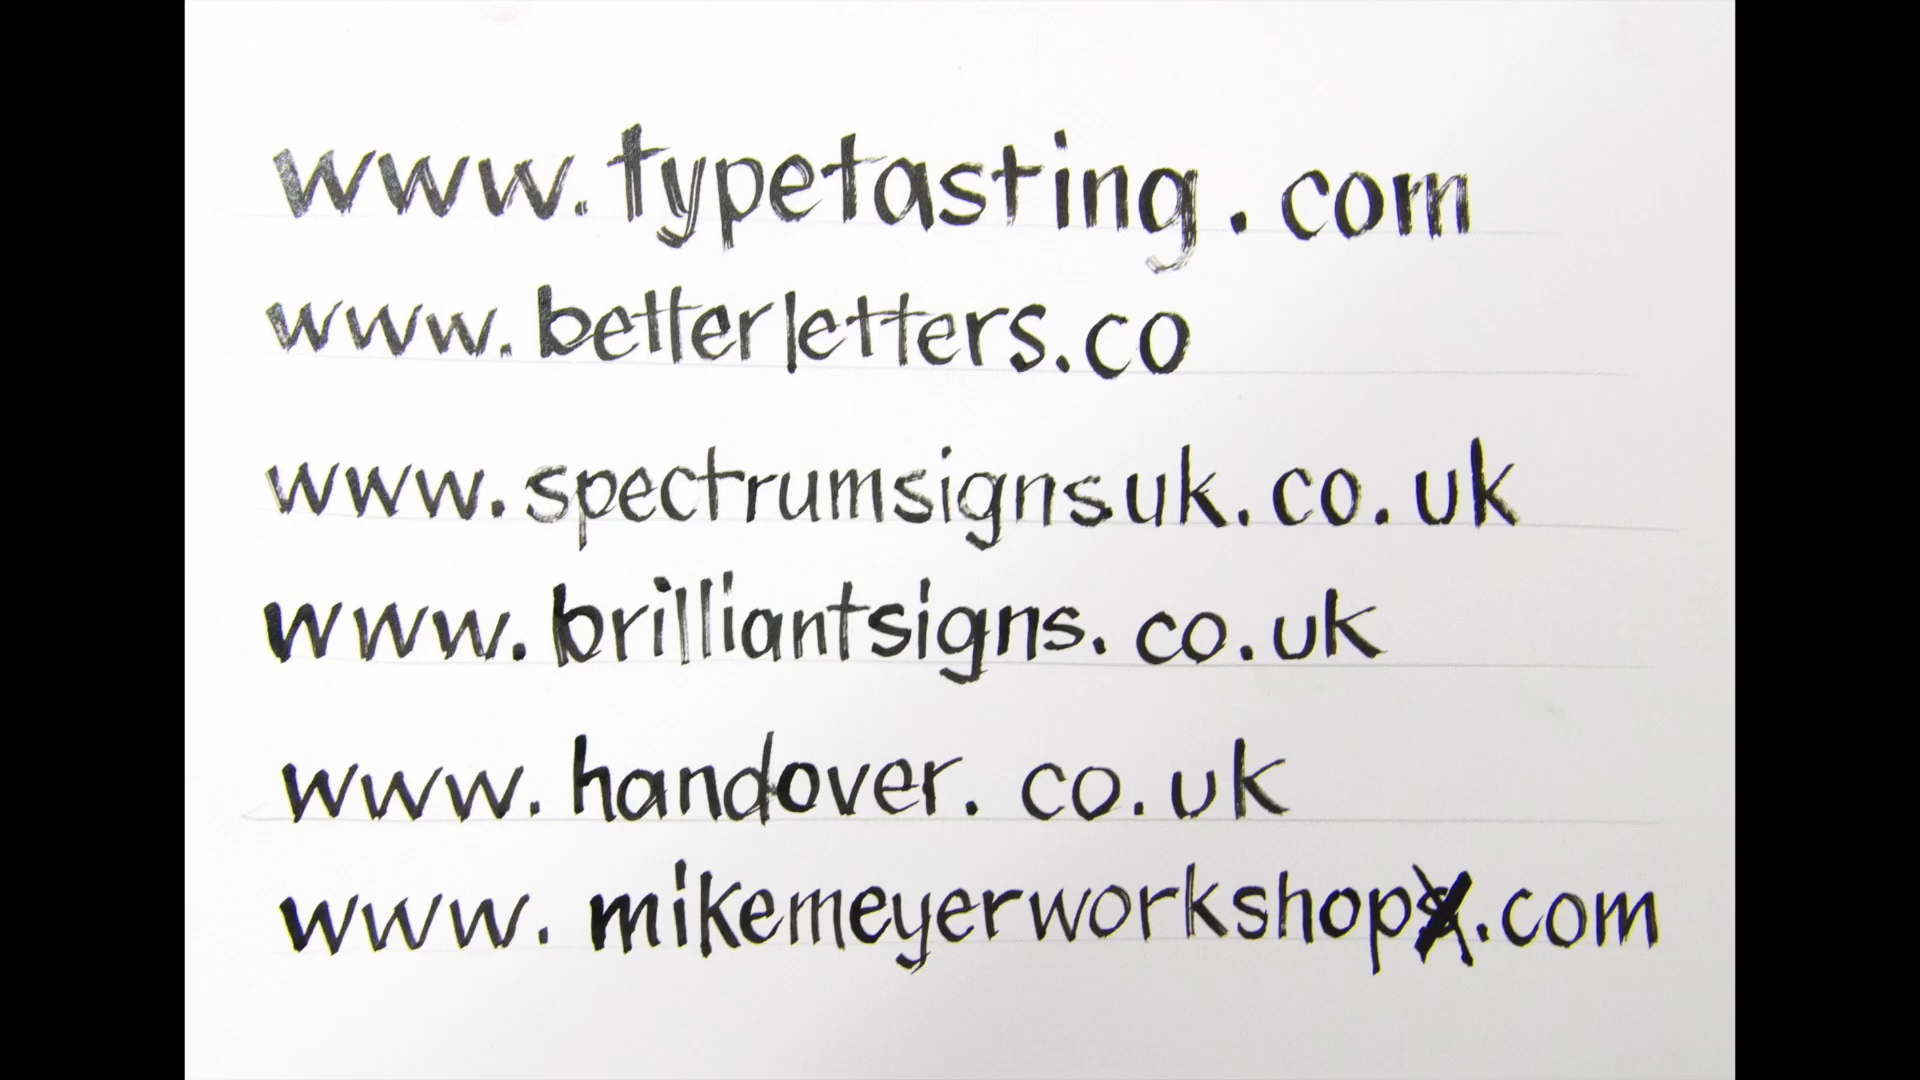 www.typetasting.com
www.betterletters.co
www.spectrumsignsuk.co.uk
www.brilliantsigns.co.uk
www.handover.co.uk
www.mikemeyerworkshop.com